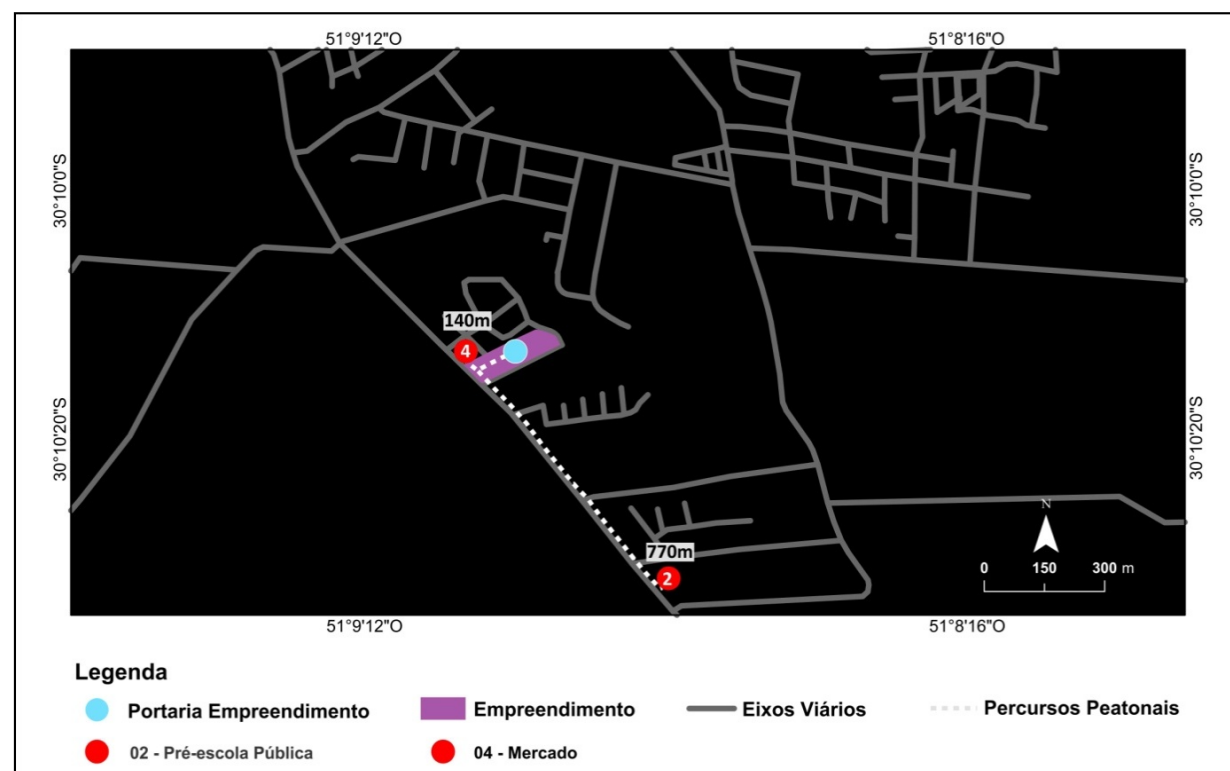 51°9'12"O 51°8'16"O
30°10'0"S
30°10'0"S
140m
4
30°10'20"S
30°10'20"S
770m
2
N
0 150 300 m
51°9'12"O 51°8'16"O
Legenda
Portaria Empreendimento Empreendimento Eixos Viários Percursos Peatonais
02 - Pré-escola Pública 04 - Mercado